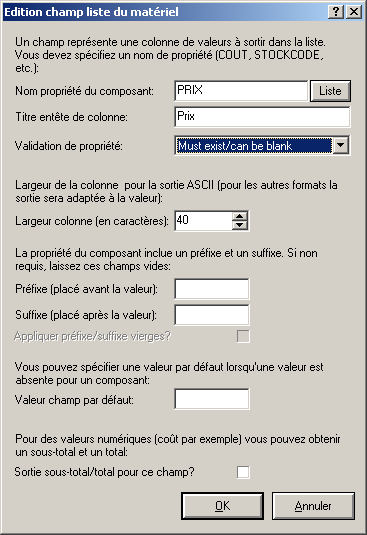 Edition champ liste du matériel
Un champ représente une colonne de valeurs à sortir dans la liste.
Vous devez spécifiez un nom de propriété (COUT, STOCKCODE,
etc.):
Nom propriété du composant: PRIX Liste
Titre entête de colonne: Prix
Validation de propriété: Must exist/can be blank
Largeur de la colonne pour la sortie ASCII (pour les autres formats la
sortie sera adaptée à la valeur):
Largeur colonne (en caractères): 40
La propriété du composant inclue un préfixe et un suffixe. Si non
requis, laissez ces champs vides:
Préfixe (placé avant la valeur):
Suffixe (placé après la valeur):
Appliquer préfixe/suffixe vierges?
Vous pouvez spécifier une valeur par défaut lorsqu'une valeur est
absente pour un composant:
Valeur champ par défaut:
Pour des valeurs numériques (coût par exemple) vous pouvez obtenir
un sous-total et un total:
Sortie sous-total/total pour ce champ?
OK Annuler